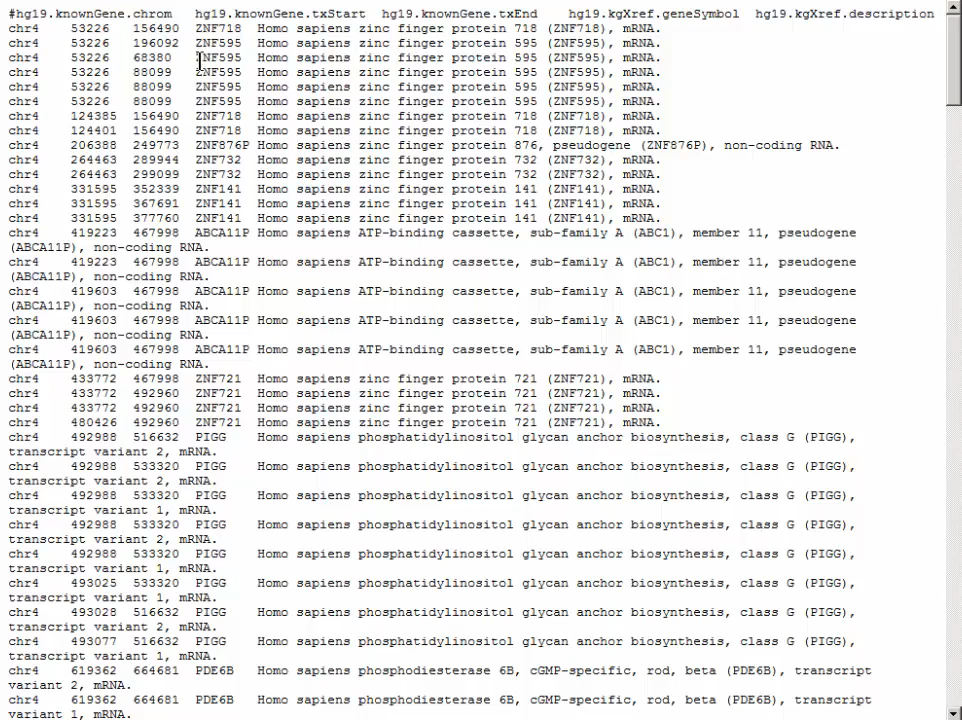 #hg19.knownGene.chrom hg19.knownGene.txStart hg19.knownGene.txEnd hg19.kgXref.geneSymbol hg19.kgXref.description
chr4 53226 156490 ZNF718 Homo sapiens zinc finger protein 718 (ZNF718), mRNA.
chr4 53226 196092 ZNF595 Homo sapiens zinc finger protein 595 (ZNF595), mRNA.
chr4 53226 68380 ZNF595 Homo sapiens zinc finger protein 595 (ZNF595), mRNA.
chr4 53226 88099 ZNF595 Homo sapiens zinc finger protein 595 (ZNF595), mRNA.
chr4 53226 88099 ZNF595 Homo sapiens zinc finger protein 595 (ZNF595), mRNA.
chr4 53226 88099 ZNF595 Homo sapiens zinc finger protein 595 (ZNF595), mRNA.
chr4 124385 156490 ZNF718 Homo sapiens zinc finger protein 718 (ZNF718), mRNA.
chr4 124401 156490 ZNF718 Homo sapiens zinc finger protein 718 (ZNF718), mRNA.
chr4 206388 249773 ZNF876P Homo sapiens zinc finger protein 876, pseudogene (ZNF876P), non-coding RNA.
chr4 264463 289944 ZNF732 Homo sapiens zinc finger protein 732 (ZNF732), mRNA.
chr4 264463 299099 ZNF732 Homo sapiens zinc finger protein 732 (ZNF732), mRNA.
chr4 331595 352339 ZNF141 Homo sapiens zinc finger protein 141 (ZNF141), mRNA.
chr4 331595 367691 ZNF141 Homo sapiens zinc finger protein 141 (ZNF141), mRNA.
chr4 331595 377760 ZNF141 Homo sapiens zinc finger protein 141 (ZNF141), mRNA.
chr4 419223 467998 ABCA11P Homo sapiens ATP-binding cassette, sub-family A (ABC1), member 11, pseudogene
(ABCA11P), non-coding RNA.
chr4 419223 467998 ABCA11P Homo sapiens ATP-binding cassette, sub-family A (ABC1), member 11, pseudogene
(ABCA11P), non-coding RNA.
chr4 419603 467998 ABCA11P Homo sapiens ATP-binding cassette, sub-family A (ABC1), member 11, pseudogene
(ABCA11P), non-coding RNA.
chr4 419603 467998 ABCA11P Homo sapiens ATP-binding cassette, sub-family A (ABC1), member 11, pseudogene
(ABCA11P), non-coding RNA.
chr4 419603 467998 ABCA11P Homo sapiens ATP-binding cassette, sub-family A (ABC1), member 11, pseudogene
(ABCA11P), non-coding RNA.
chr4 433772 467998 ZNF721 Homo sapiens zinc finger protein 721 (ZNF721), mRNA.
chr4 433772 492960 ZNF721 Homo sapiens zinc finger protein 721 (ZNF721), mRNA.
chr4 433772 492960 ZNF721 Homo sapiens zinc finger protein 721 (ZNF721), mRNA.
chr4 480426 492960 ZNF721 Homo sapiens zinc finger protein 721 (ZNF721), mRNA.
chr4 492988 516632 PIGG Homo sapiens phosphatidylinositol glycan anchor biosynthesis, class G (PIGG),
transcript variant 2, mRNA.
chr4 492988 533320 PIGG Homo sapiens phosphatidylinositol glycan anchor biosynthesis, class G (PIGG),
transcript variant 2, mRNA.
chr4 492988 533320 PIGG Homo sapiens phosphatidylinositol glycan anchor biosynthesis, class G (PIGG),
transcript variant 1, mRNA.
chr4 492988 533320 PIGG Homo sapiens phosphatidylinositol glycan anchor biosynthesis, class G (PIGG),
transcript variant 2, mRNA.
chr4 492988 533320 PIGG Homo sapiens phosphatidylinositol glycan anchor biosynthesis, class G (PIGG),
transcript variant 1, mRNA.
chr4 493025 533320 PIGG Homo sapiens phosphatidylinositol glycan anchor biosynthesis, class G (PIGG),
transcript variant 1, mRNA.
chr4 493028 516632 PIGG Homo sapiens phosphatidylinositol glycan anchor biosynthesis, class G (PIGG),
transcript variant 2, mRNA.
chr4 493077 516632 PIGG Homo sapiens phosphatidylinositol glycan anchor biosynthesis, class G (PIGG),
transcript variant 1, mRNA.
chr4 619362 664681 PDE6B Homo sapiens phosphodiesterase 6B, cGMP-specific, rod, beta (PDE6B), transcript
variant 2, mRNA.
chr4 619362 664681 PDE6B Homo sapiens phosphodiesterase 6B, cGMP-specific, rod, beta (PDE6B), transcript
variant 1, mRNA.